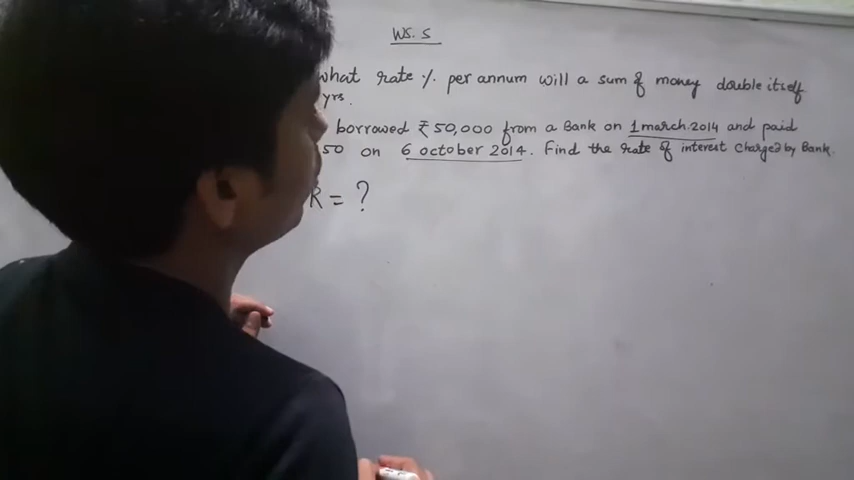 WS. 5
what rate % per annum will a sum of money double itself
yrs.
borrowed ₹50,000 from a Bank on 1 march.2014 and paid
50 on 6 october 2014. Find the rate of interest charged by Bank.
R = ?